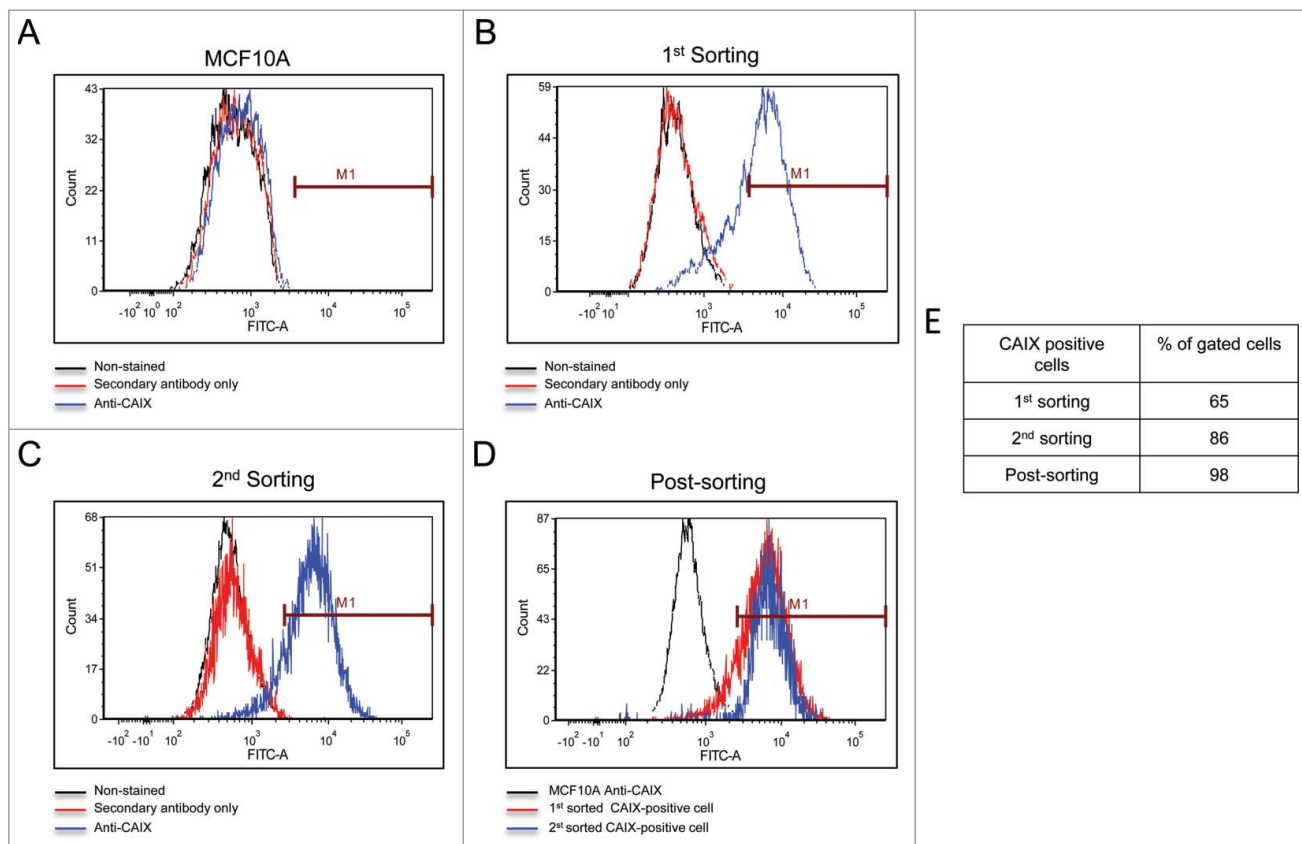 A
MCF10A
43
32
22
11
0
Count
M1
-10² 10⁰ 10² 10³ 10⁴ 10⁵
FITC-A
Non-stained
Secondary antibody only
Anti-CAIX
B
1st Sorting
59
44
30
15
0
Count
M1
-10² 10¹ 10³ 10⁴ 10⁵
FITC-A
Non-stained
Secondary antibody only
Anti-CAIX
C
2nd Sorting
68
51
34
17
0
Count
M1
-10² -10¹ 10² 10³ 10⁴ 10⁵
FITC-A
Non-stained
Secondary antibody only
Anti-CAIX
D
Post-sorting
87
65
43
22
0
Count
M1
-10² -10¹ 10² 10³ 10⁴ 10⁵
FITC-A
MCF10A Anti-CAIX
1st sorted CAIX-positive cell
2st sorted CAIX-positive cell
E
CAIX positive cells % of gated cells
1st sorting 65
2nd sorting 86
Post-sorting 98